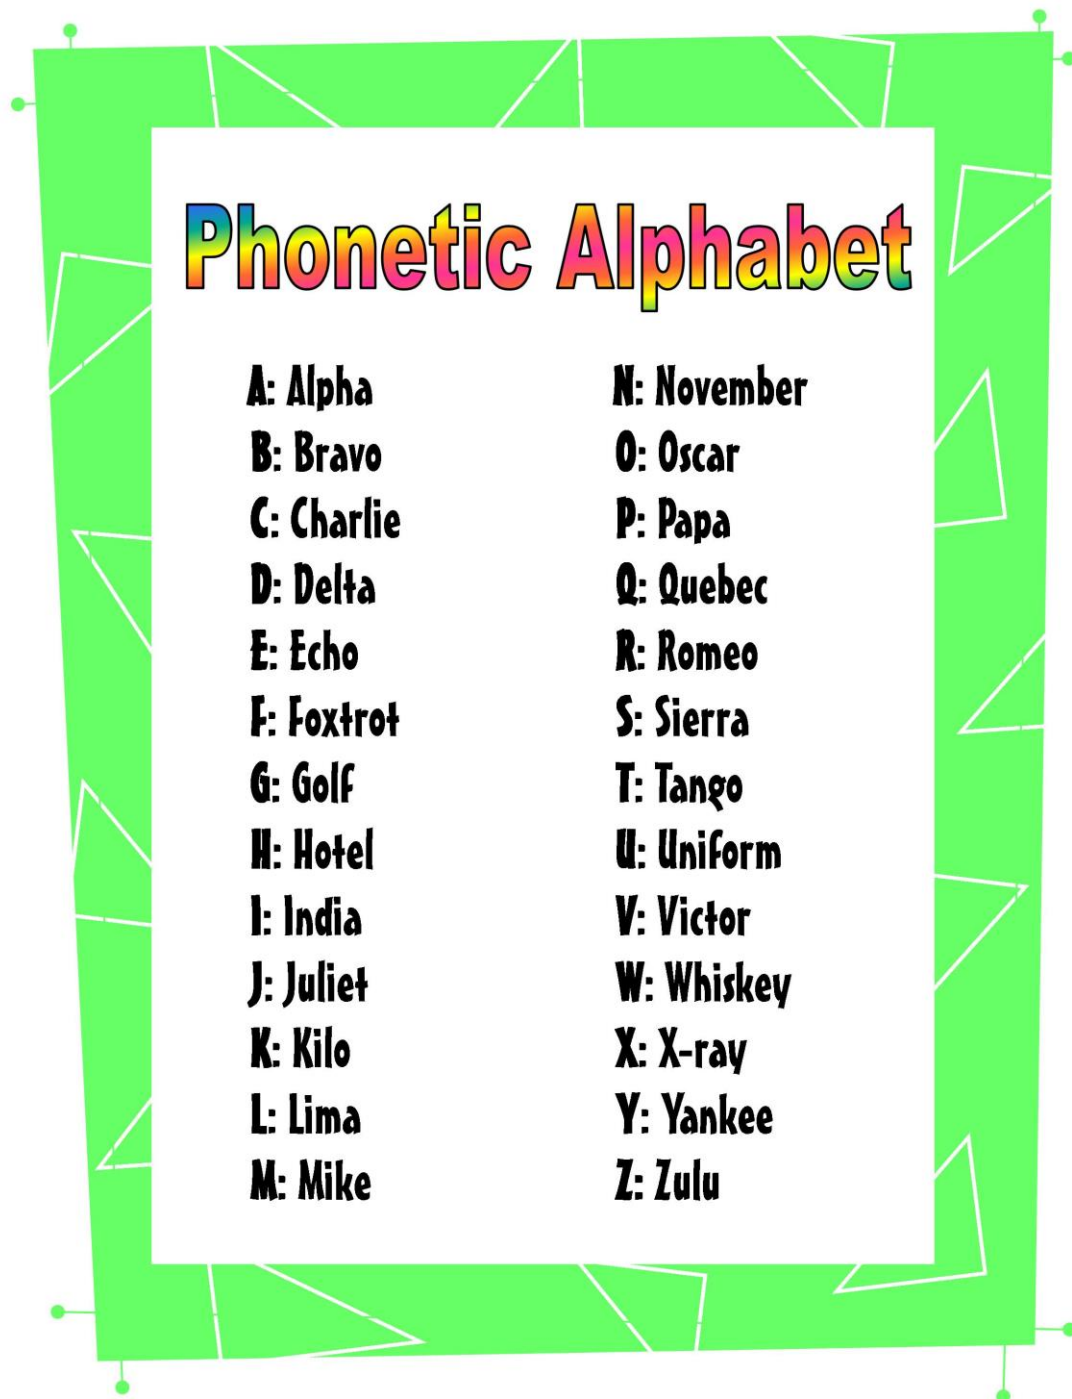 Phonetic Alphabet
A: Alpha
B: Bravo
C: Charlie
D: Delta
E: Echo
F: Foxtrot
G: Golf
H: Hotel
I: India
J: Juliet
K: Kilo
L: Lima
M: Mike
N: November
O: Oscar
P: Papa
Q: Quebec
R: Romeo
S: Sierra
T: Tango
U: Uniform
V: Victor
W: Whiskey
X: X-ray
Y: Yankee
Z: Zulu